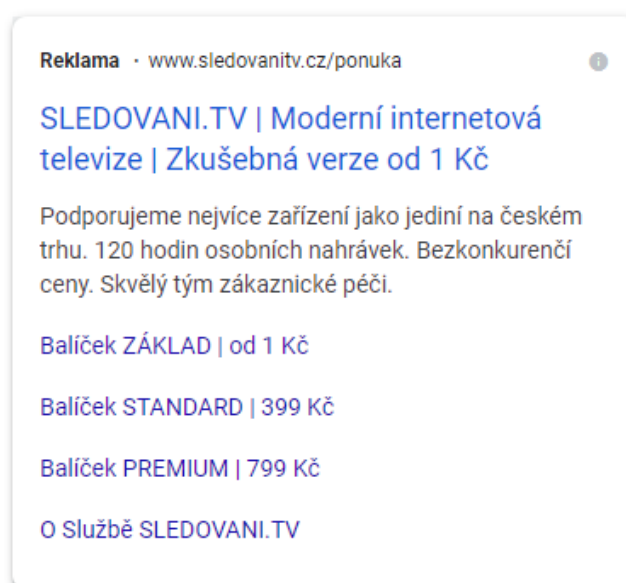 Reklama · www.sledovanitv.cz/ponuka
SLEDOVANI.TV | Moderní internetová
televize | Zkušebná verze od 1 Kč
Podporujeme nejvíce zařízení jako jediní na českém
trhu. 120 hodin osobních nahrávek. Bezkonkurenčí
ceny. Skvělý tým zákaznické péči.
Balíček ZÁKLAD | od 1 Kč
Balíček STANDARD | 399 Kč
Balíček PREMIUM | 799 Kč
O Službě SLEDOVANI.TV